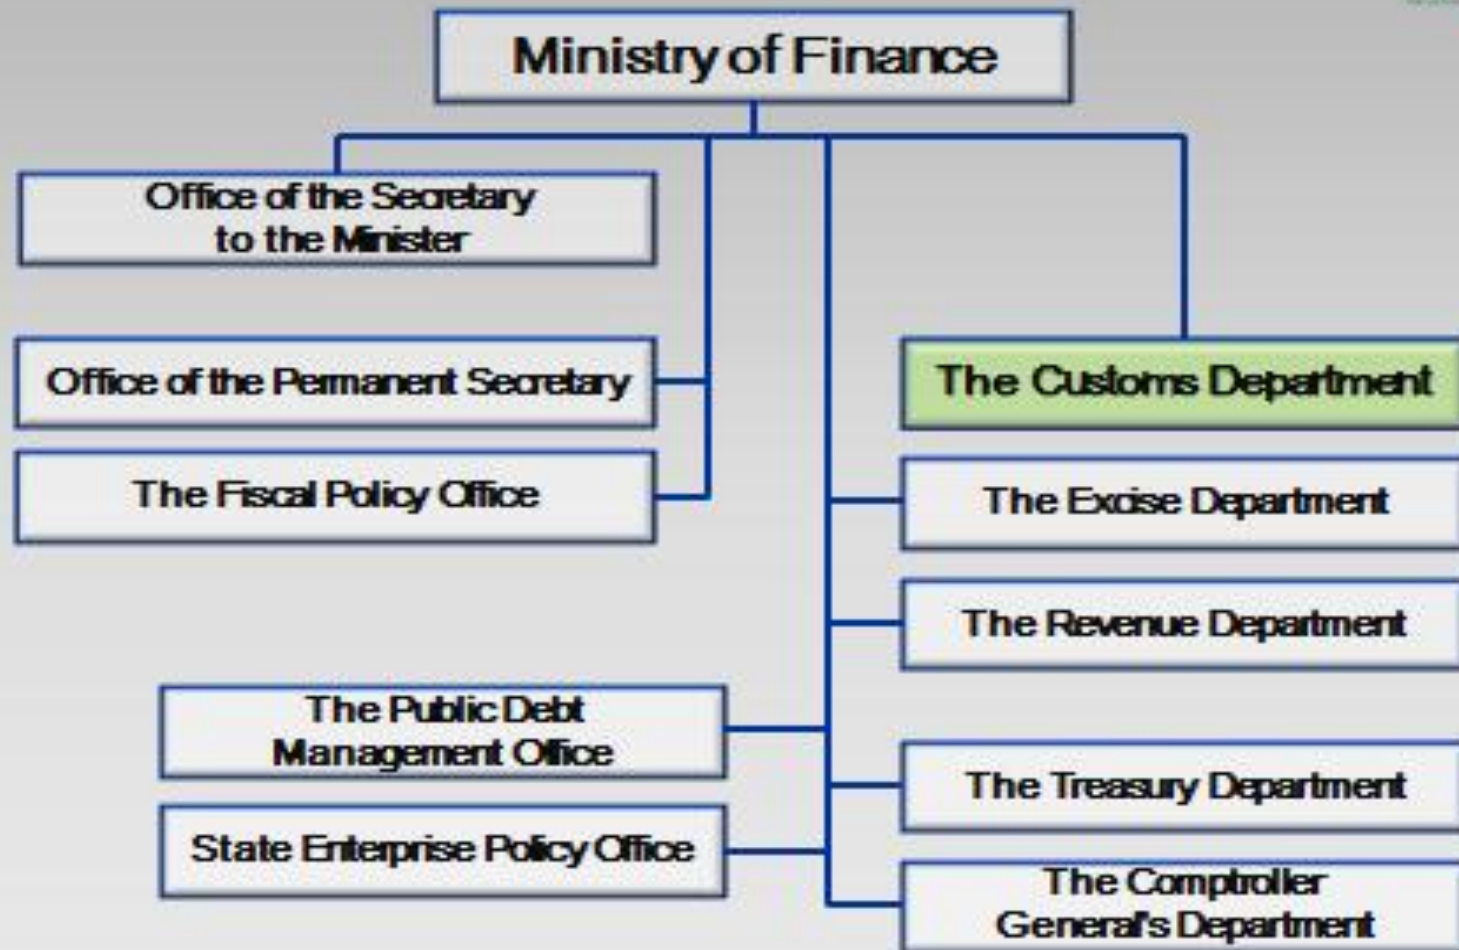 Ministry of Finance
Office of the Secretary
to the Minister
Office of the Permanent Secretary
The Fiscal Policy Office
The Customs Department
The Excise Department
The Revenue Department
The Public Debt
Management Office
State Enterprise Policy Office
The Treasury Department
The Comptroller
General's Department